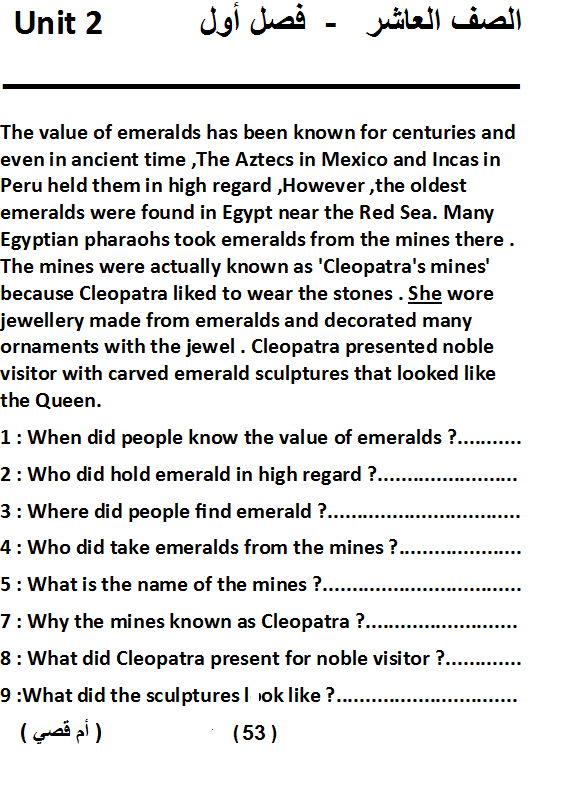 Unit 2 الصف العاشر - فصل أول
The value of emeralds has been known for centuries and
even in ancient time ,The Aztecs in Mexico and Incas in
Peru held them in high regard ,However ,the oldest
emeralds were found in Egypt near the Red Sea. Many
Egyptian pharaohs took emeralds from the mines there .
The mines were actually known as 'Cleopatra's mines'
because Cleopatra liked to wear the stones . She wore
jewellery made from emeralds and decorated many
ornaments with the jewel . Cleopatra presented noble
visitor with carved emerald sculptures that looked like
the Queen.
1 : When did people know the value of emeralds ?...........
2 : Who did hold emerald in high regard ?........................
3 : Where did people find emerald ?.................................
4 : Who did take emeralds from the mines ?.....................
5 : What is the name of the mines ?..................................
7 : Why the mines known as Cleopatra ?..........................
8 : What did Cleopatra present for noble visitor ?.............
9 :What did the sculptures look like ?...............................
( أم قصي ) ( 53 )